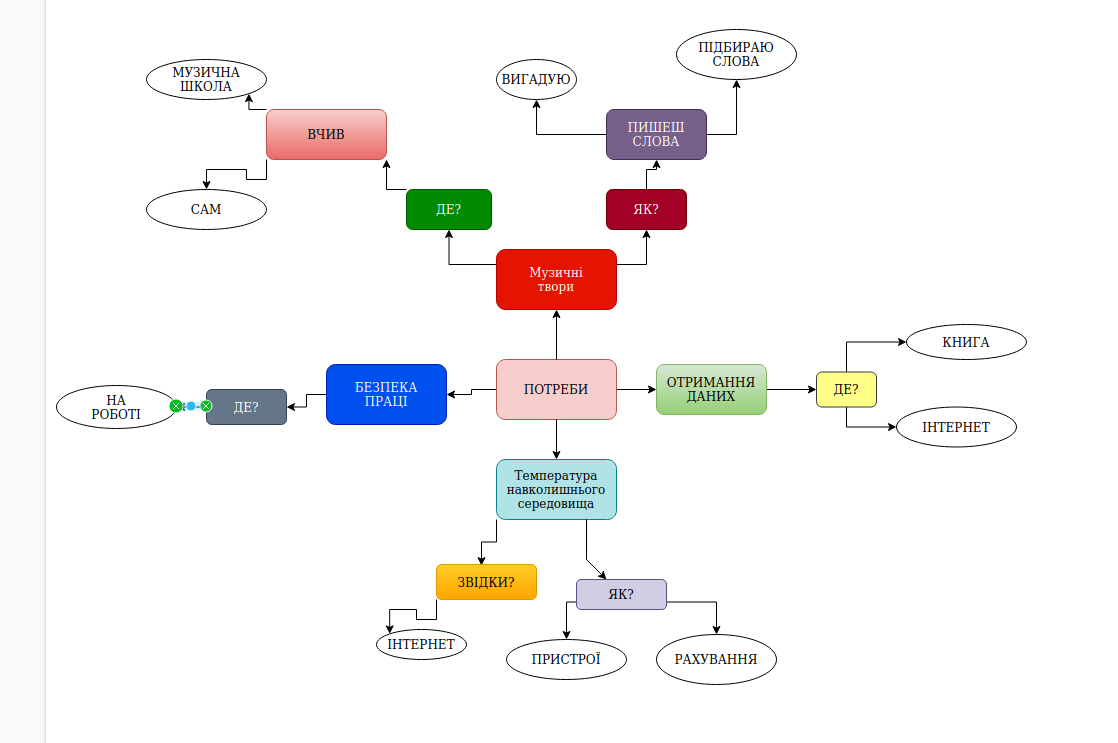 ПІДБИРАЮ
СЛОВА
МУЗИЧНА
ШКОЛА
ВИГАДУЮ
ВЧИВ
ПИШЕШ
СЛОВА
САМ
ДЕ?
ЯК?
Музичні
твори
КНИГА
БЕЗПЕКА
ПРАЦІ
ПОТРЕБИ
ОТРИМАННЯ
ДАНИХ
ДЕ?
НА
РОБОТІ
ДЕ?
ІНТЕРНЕТ
Температура
навколишнього
середовища
ЗВІДКИ?
ЯК?
ІНТЕРНЕТ
ПРИСТРОЇ
РАХУВАННЯ